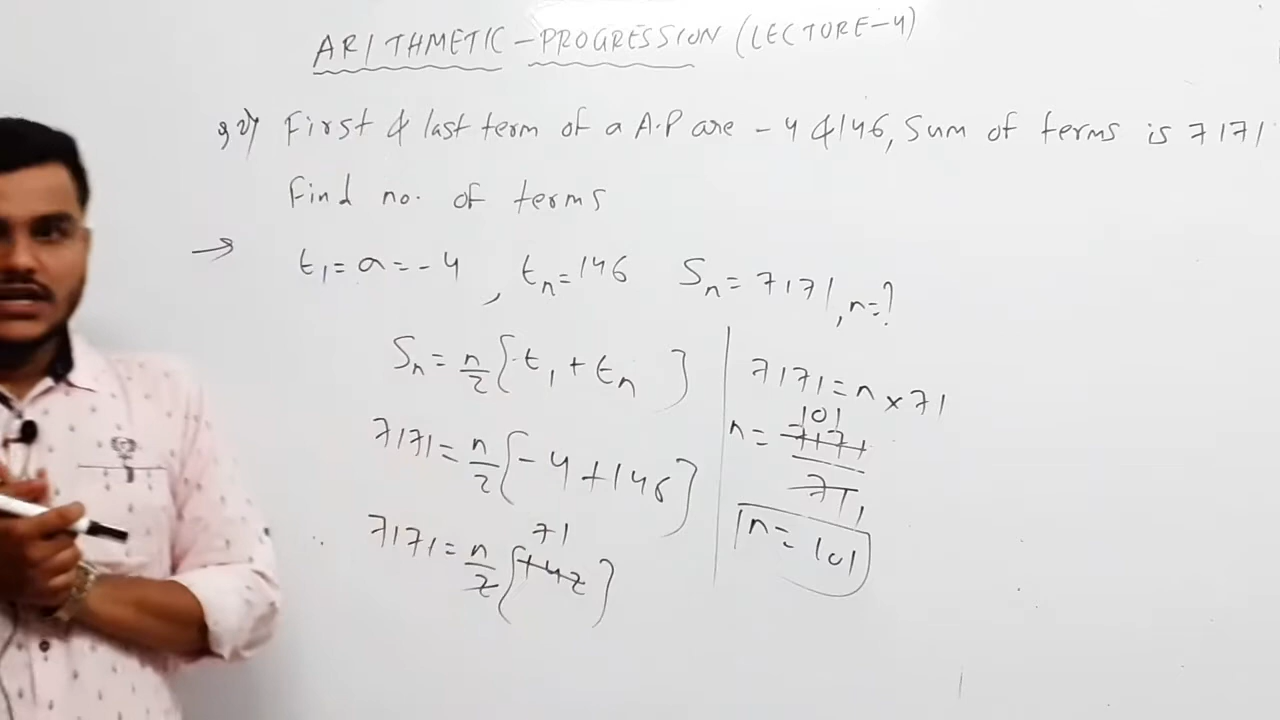 ARITHMETIC-PROGRESSION (LECTURE-4)
Q2) First & last term of a A.P are -4 & 146, Sum of terms is 7171
Find no. of terms
→ t₁ = a = -4 , tₙ = 146 Sₙ = 7171, n=?
Sₙ = n/2 { t₁ + tₙ }
7171 = n/2 { -4 + 146 }
71
7171 = n/2 { 142 }
7171 = n × 71
101
n = 7171/71
1
n = 101